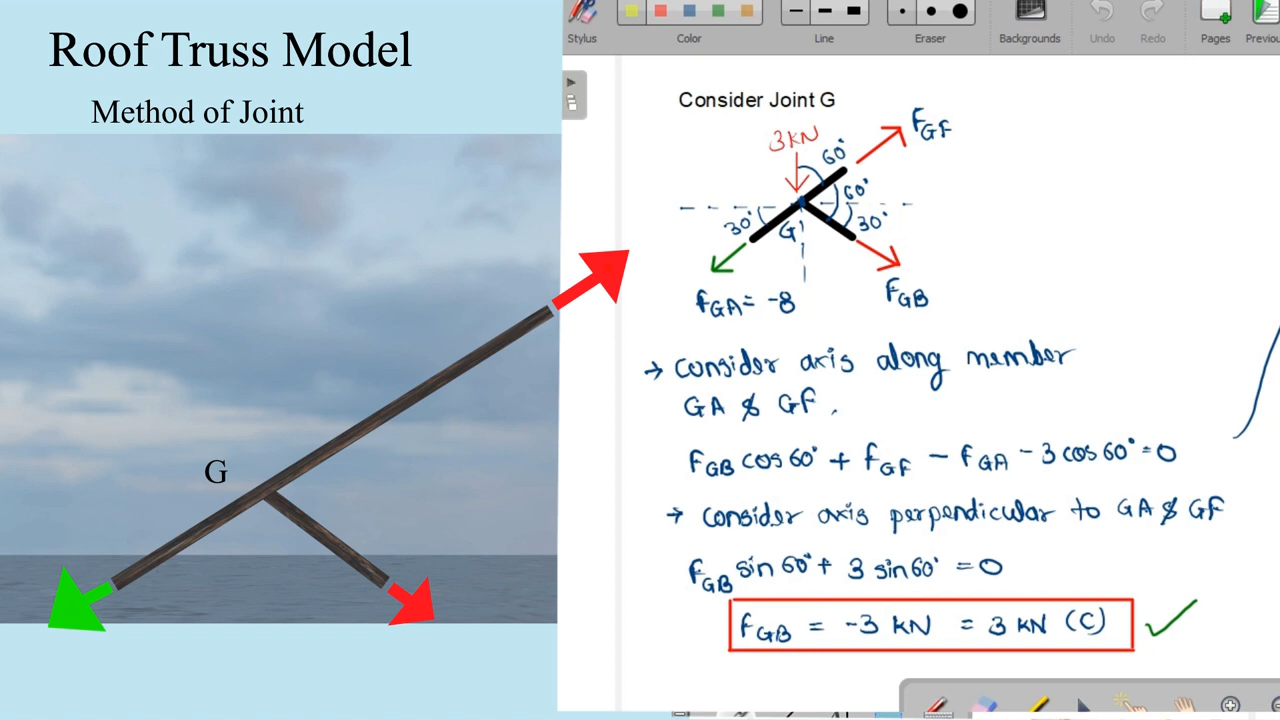 Roof Truss Model
Method of Joint
G
Stylus
Color
Line
Eraser
Backgrounds
Undo
Redo
Pages
Previou
Consider Joint G
3KN
60°
F_GF
60°
30°
30°
G
F_GA = -8
F_GB
→ Consider axis along member
GA & GF.
F_GB cos 60° + F_GF - F_GA - 3 cos 60° = 0
→ Consider axis perpendicular to GA & GF
F_GB sin 60° + 3 sin 60° = 0
F_GB = -3 KN = 3 KN (C)